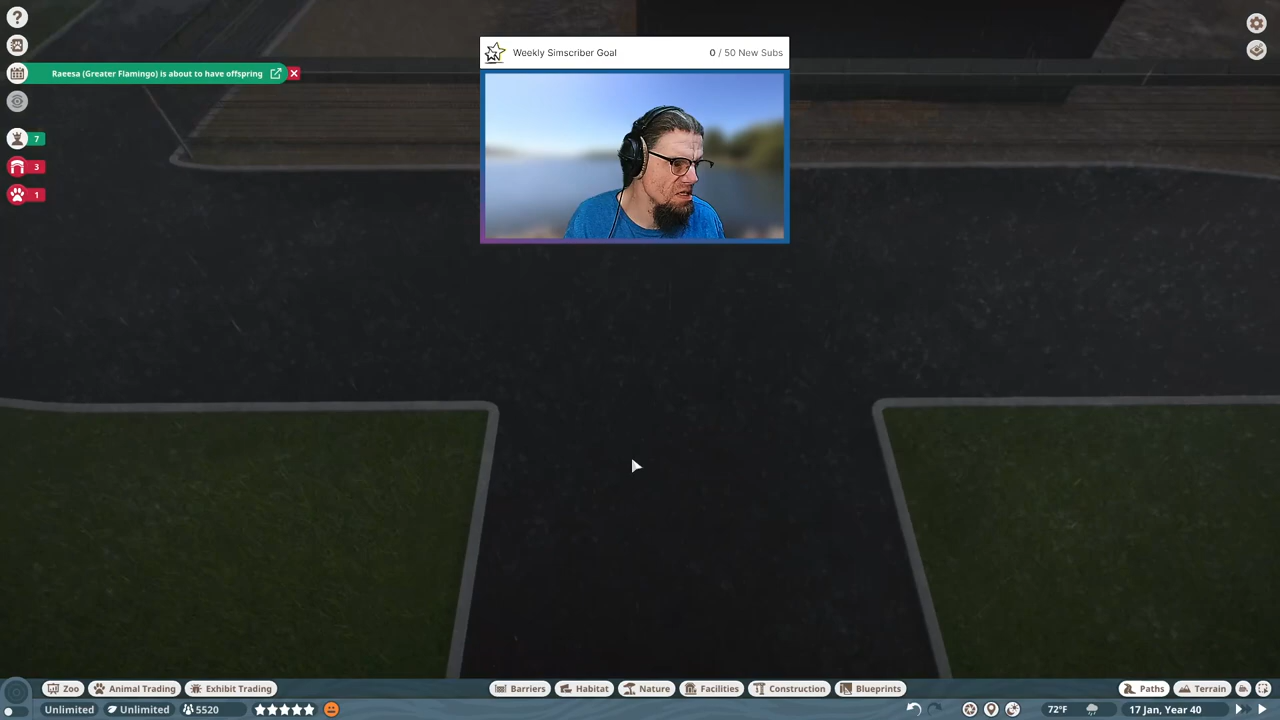 Weekly Simscriber Goal 0 / 50 New Subs
Raeesa (Greater Flamingo) is about to have offspring
7
3
1
Zoo Animal Trading Exhibit Trading Barriers Habitat Nature Facilities Construction Blueprints Paths Terrain
Unlimited Unlimited 5520 72°F 17 Jan, Year 40